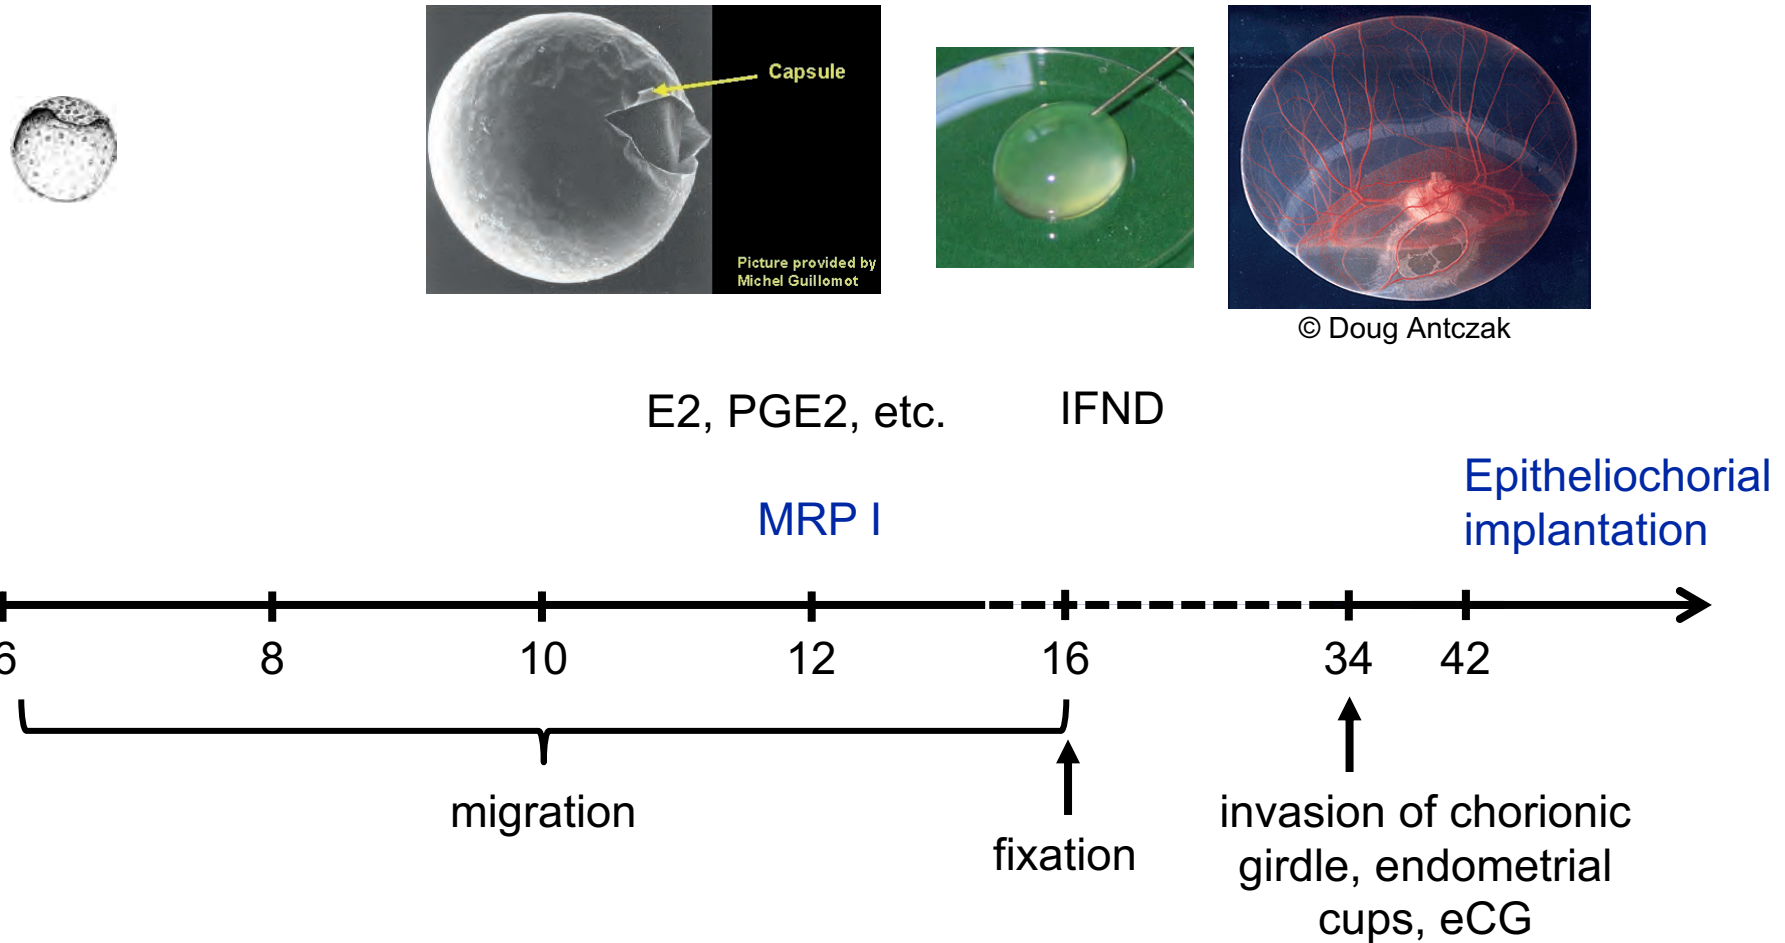 Capsule
Picture provided by
Michel Guillomot
© Doug Antczak
E2, PGE2, etc.
IFND
MRP I
Epitheliochorial
implantation
6 8 10 12 16 34 42
migration
fixation
invasion of chorionic
girdle, endometrial
cups, eCG